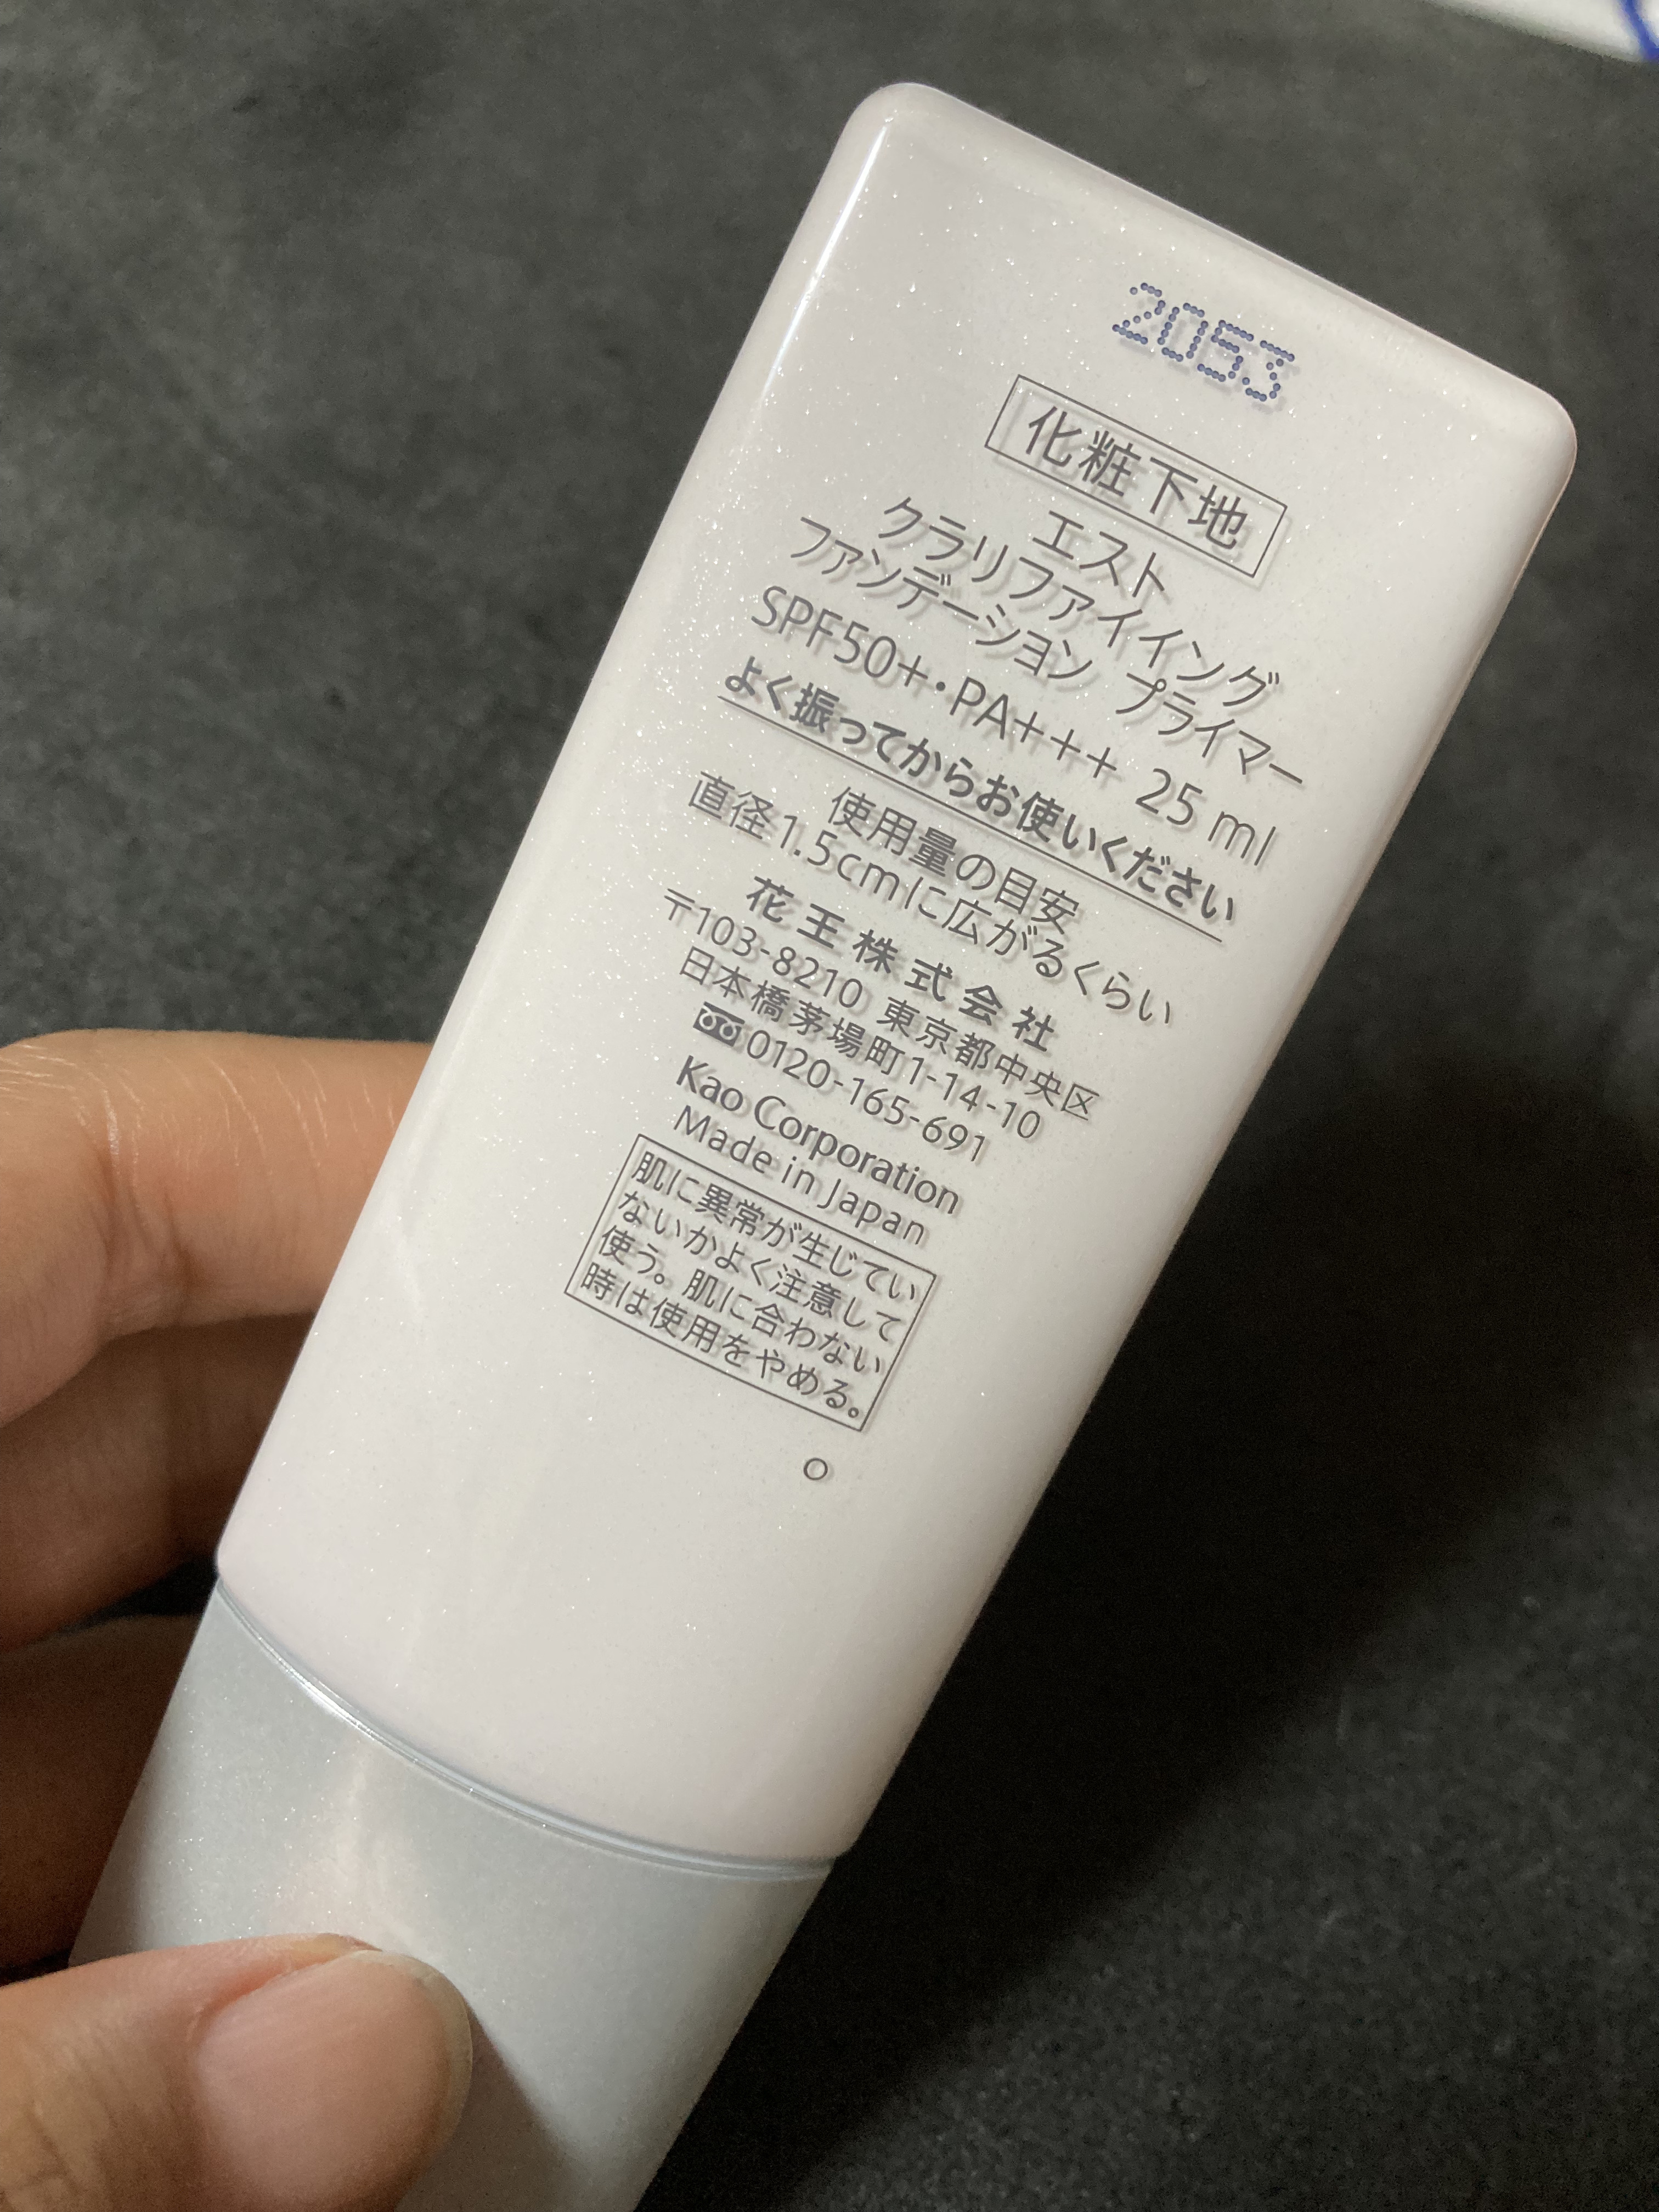 2053
化粧下地
エスト
クラリファイイング
ファンデーション プライマー
SPF50+・PA+++ 25 ml
よく振ってからお使いください
使用量の目安
直径1.5cmに広がるくらい
花王株式会社
〒103-8210 東京都中央区
日本橋茅場町1-14-10
0120-165-691
Kao Corporation
Made in Japan
肌に異常が生じてい
ないかよく注意して
使う。肌に合わない
時は使用をやめる。
O